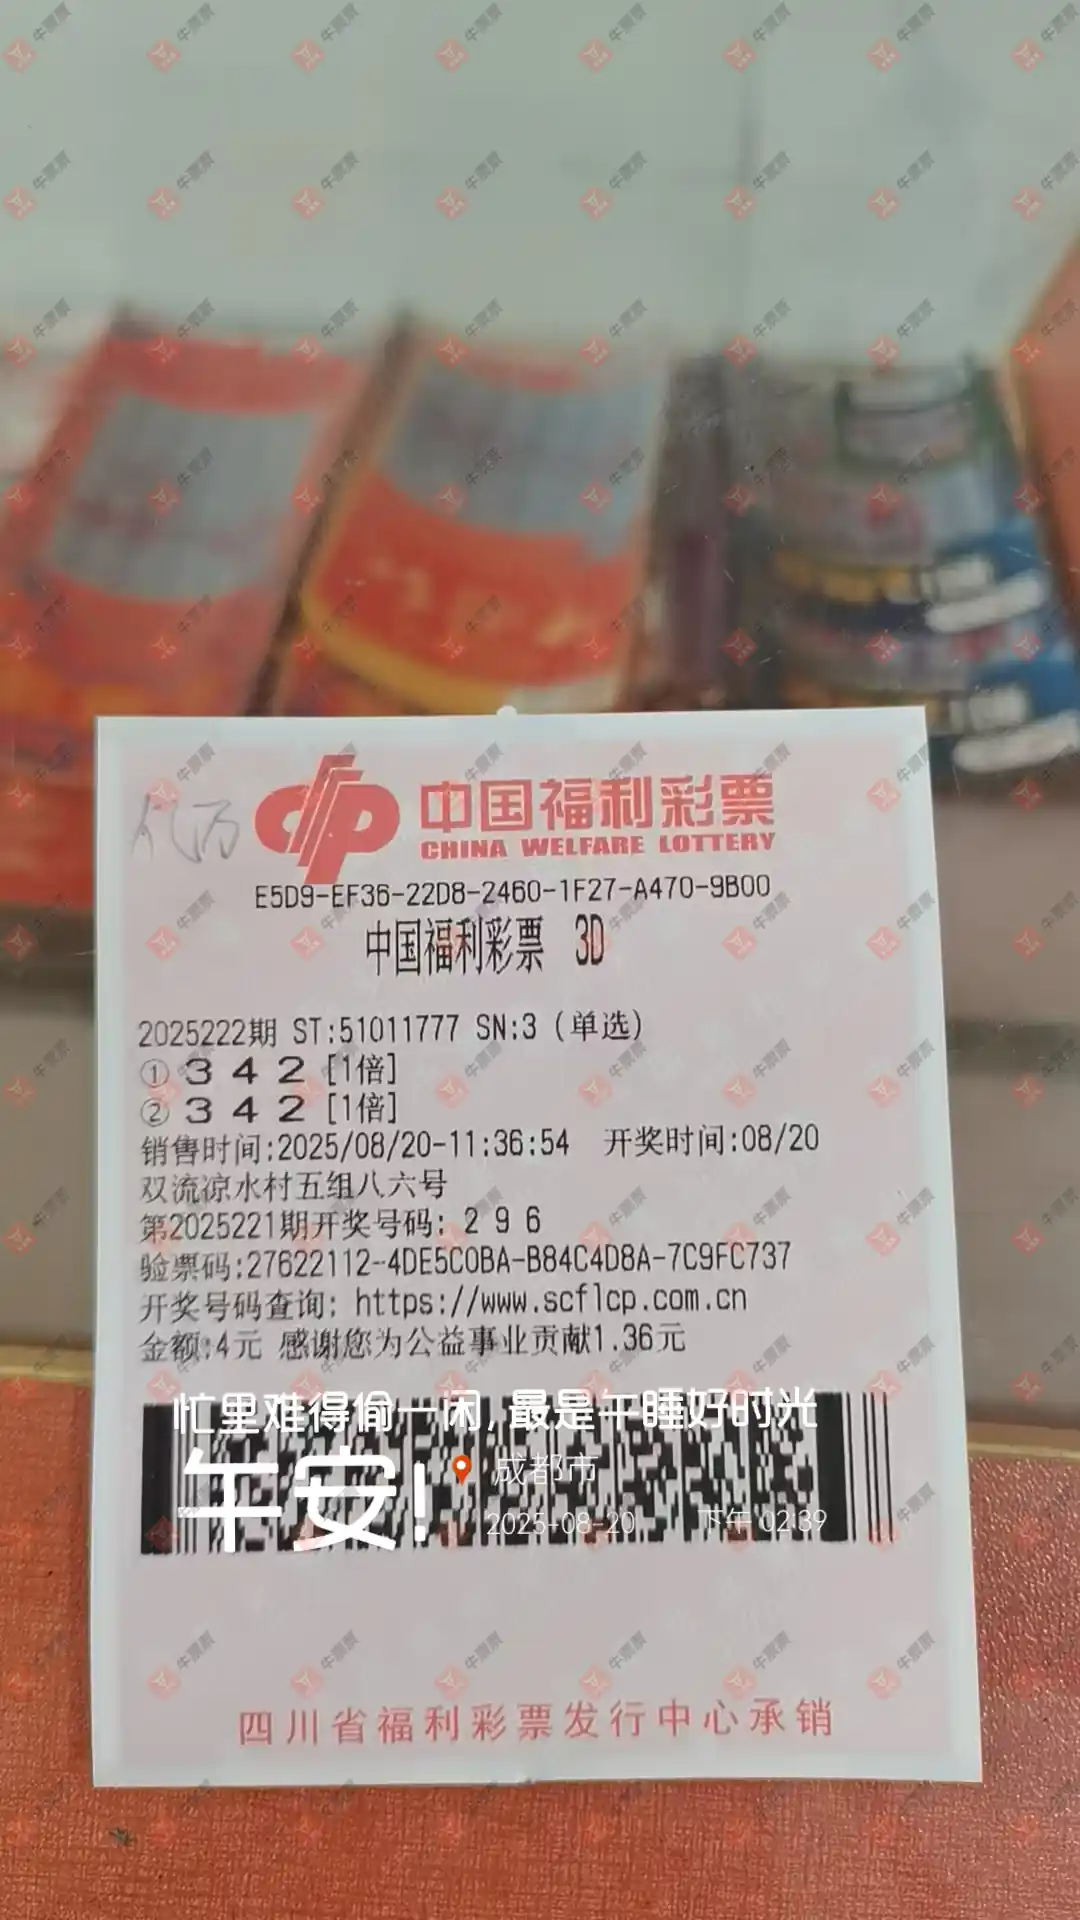 中国福利彩票
CHINA WELFARE LOTTERY
E5D9-EF36-22D8-2460-1F27-A470-9B00
中国福利彩票 3D
2025222期 ST:51011777 SN:3 (单选)
① 3 4 2 [1倍]
② 3 4 2 [1倍]
销售时间:2025/08/20-11:36:54 开奖时间:08/20
双流凉水村五组八六号
第2025221期开奖号码: 2 9 6
验票码:27622112-4DE5C0BA-B84C4D8A-7C9FC737
开奖号码查询: https://www.scflcp.com.cn
金额:4元 感谢您为公益事业贡献1.36元
忙里难得偷一闲,最是午睡好时光
午安!
成都市
2025-08-20 下午 02:39
四川省福利彩票发行中心承销
牛票票